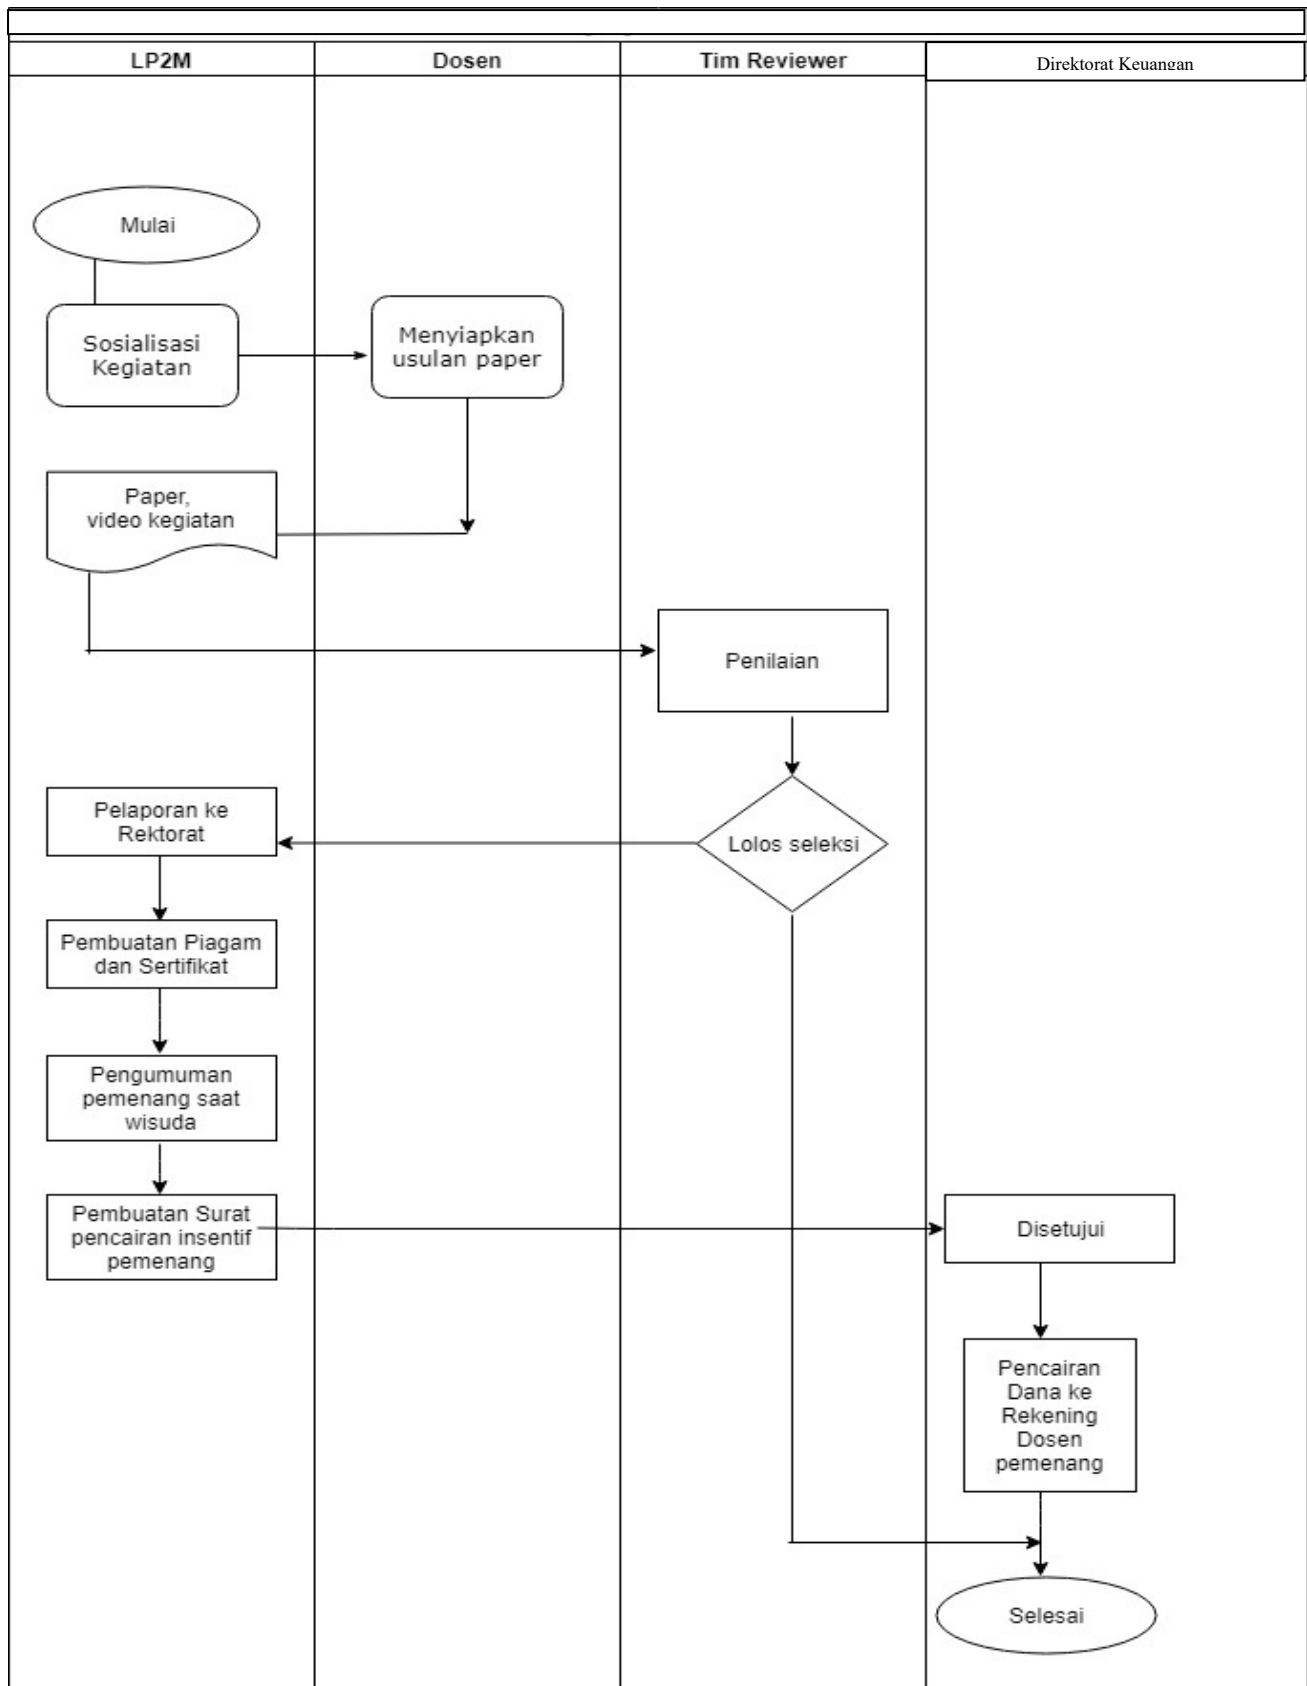 LP2M
Dosen
Tim Reviewer
Direktorat Keuangan
Mulai
Sosialisasi
Kegiatan
Menyiapkan
usulan paper
Paper,
video kegiatan
Penilaian
Lolos seleksi
Pelaporan ke
Rektorat
Pembuatan Piagam
dan Sertifikat
Pengumuman
pemenang saat
wisuda
Pembuatan Surat
pencairan insentif
pemenang
Disetujui
Pencairan
Dana ke
Rekening
Dosen
pemenang
Selesai